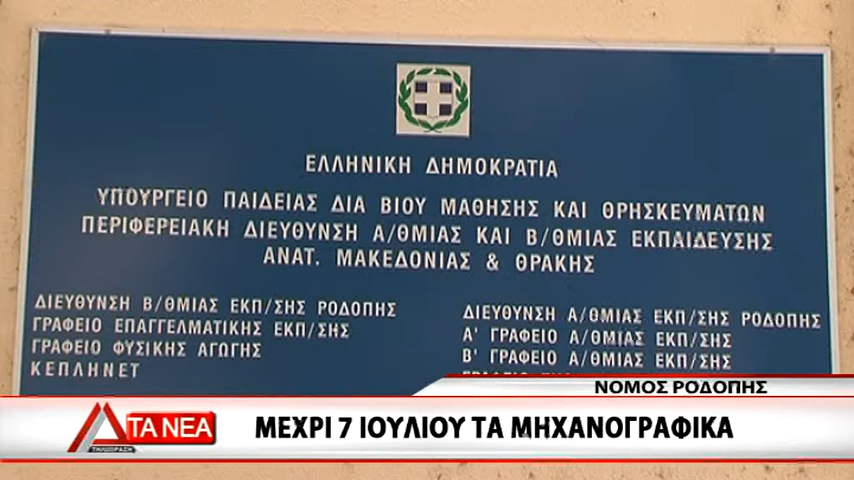 ΕΛΛΗΝΙΚΗ ΔΗΜΟΚΡΑΤΙΑ
ΥΠΟΥΡΓΕΙΟ ΠΑΙΔΕΙΑΣ ΔΙΑ ΒΙΟΥ ΜΑΘΗΣΗΣ ΚΑΙ ΘΡΗΣΚΕΥΜΑΤΩΝ
ΠΕΡΙΦΕΡΕΙΑΚΗ ΔΙΕΥΘΥΝΣΗ Α/ΘΜΙΑΣ ΚΑΙ Β/ΘΜΙΑΣ ΕΚΠΑΙΔΕΥΣΗΣ
ΑΝΑΤ. ΜΑΚΕΔΟΝΙΑΣ & ΘΡΑΚΗΣ
ΔΙΕΥΘΥΝΣΗ Β/ΘΜΙΑΣ ΕΚΠ/ΣΗΣ ΡΟΔΟΠΗΣ
ΓΡΑΦΕΙΟ ΕΠΑΓΓΕΛΜΑΤΙΚΗΣ ΕΚΠ/ΣΗΣ
ΓΡΑΦΕΙΟ ΦΥΣΙΚΗΣ ΑΓΩΓΗΣ
ΚΕΠΛΗΝΕΤ
ΔΙΕΥΘΥΝΣΗ Α/ΘΜΙΑΣ ΕΚΠ/ΣΗΣ ΡΟΔΟΠΗΣ
Α' ΓΡΑΦΕΙΟ Α/ΘΜΙΑΣ ΕΚΠ/ΣΗΣ
Β' ΓΡΑΦΕΙΟ Α/ΘΜΙΑΣ ΕΚΠ/ΣΗΣ
ΝΟΜΟΣ ΡΟΔΟΠΗΣ
ΤΑ ΝΕΑ
ΤΗΛΕΟΡΑΣΗ
ΜΕΧΡΙ 7 ΙΟΥΛΙΟΥ ΤΑ ΜΗΧΑΝΟΓΡΑΦΙΚΑ